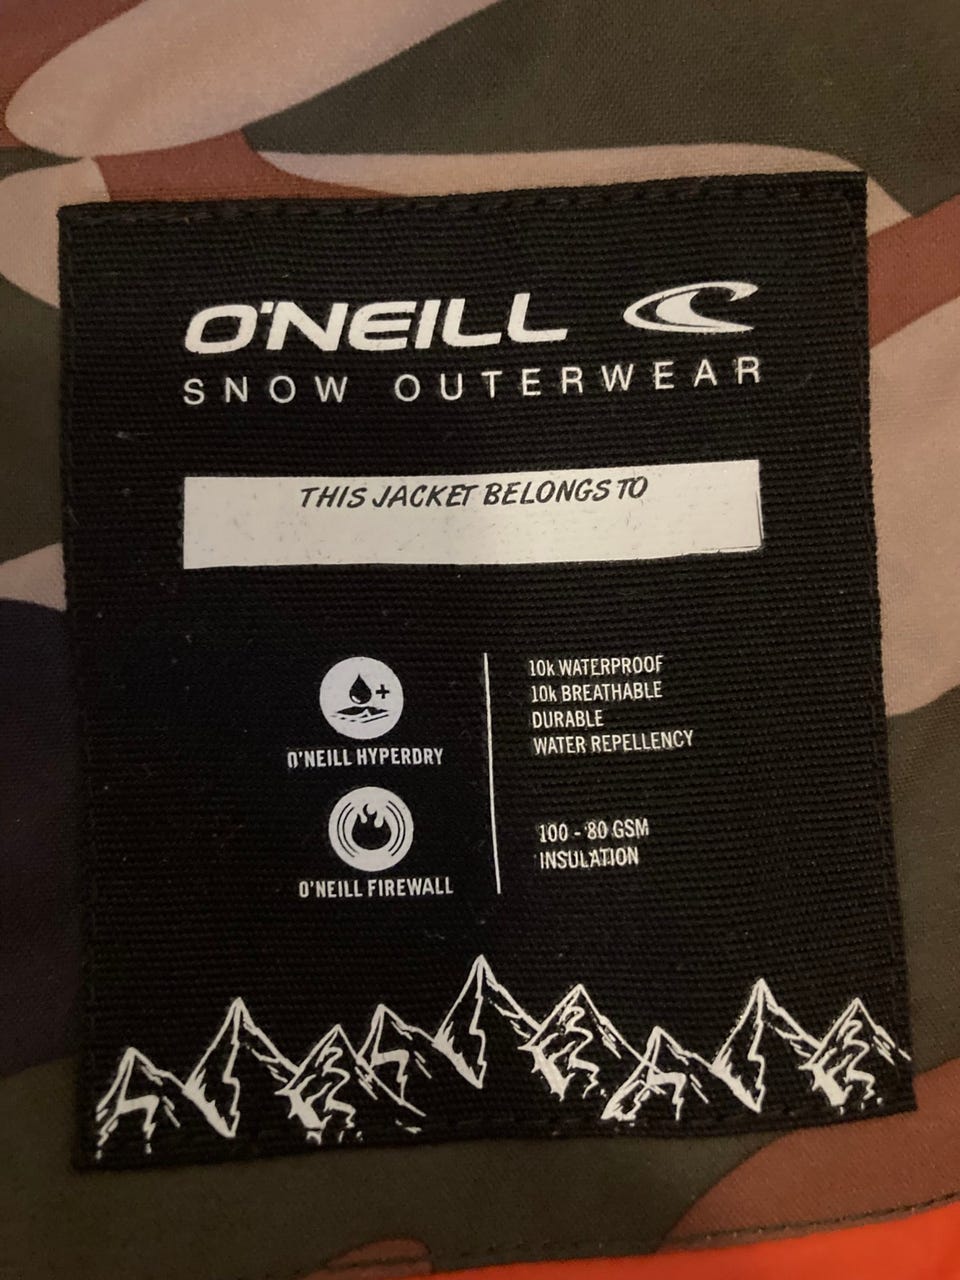 O'NEILL
SNOW OUTERWEAR
THIS JACKET BELONGS TO
O'NEILL HYPERDRY
10k WATERPROOF
10k BREATHABLE
DURABLE
WATER REPELLENCY
O'NEILL FIREWALL
100 - 80 GSM
INSULATION